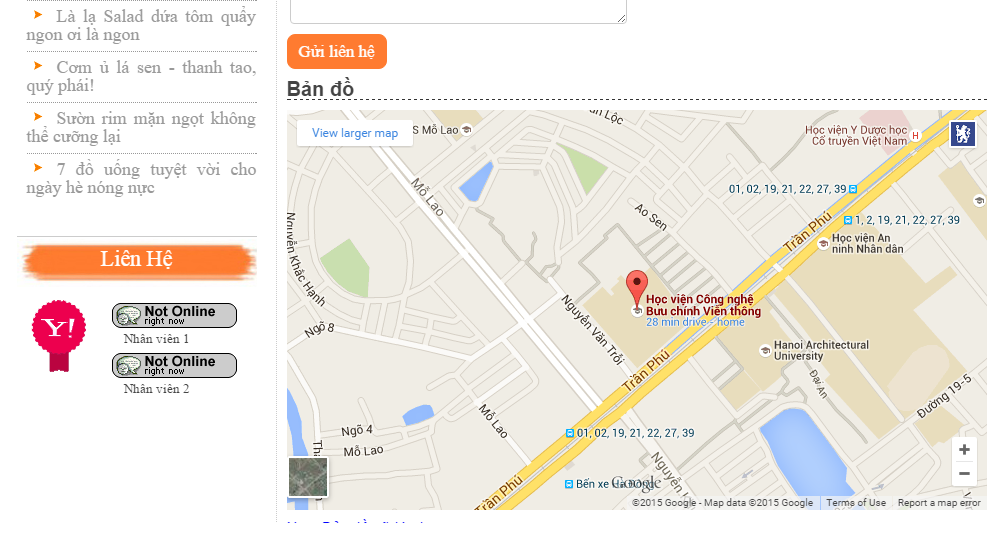 Là lạ Salad dứa tôm quẩy
ngon ơi là ngon
Cơm ủ lá sen - thanh tao,
quý phái!
Sườn rim mặn ngọt không
thể cưỡng lại
7 đồ uống tuyệt vời cho
ngày hè nóng nực
Liên Hệ
Y!
Not Online
right now
Nhân viên 1
Not Online
right now
Nhân viên 2
Gửi liên hệ
Bản đồ
View larger map
S Mỗ Lao
Học viện Y Dược học
Cổ truyền Việt Nam
H
Mỗ Lao
01, 02, 19, 21, 22, 27, 39
Ao Sen
1, 2, 19, 21, 22, 27, 39
Trần Phú
Học viện An
ninh Nhân dân
Nguyễn Khắc Hạnh
Học viện Công nghệ
Bưu chính Viễn thông
28 min drive - home
Ngõ 8
Nguyễn Văn Trỗi
Hanoi Architectural
University
Trần Phú
Đại An
Đường 19-5
Mỗ Lao
Ngõ 4
01, 02, 19, 21, 22, 27, 39
Mỗ Lao
Nguyễn
Bến xe Hà Đông
Google
Trần Phú
©2015 Google - Map data ©2015 Google
Terms of Use
Report a map error